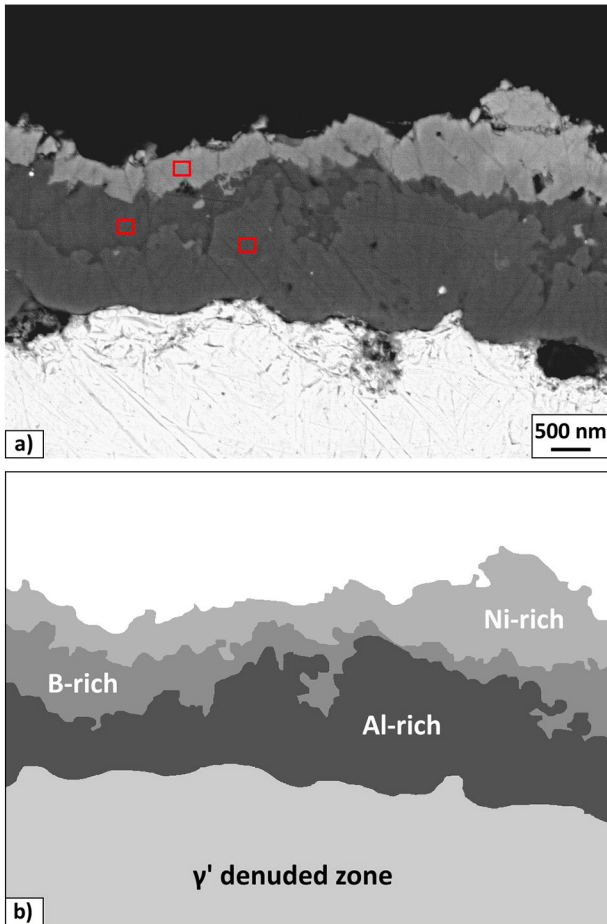 500 nm
a)
Ni-rich
B-rich
Al-rich
γ' denuded zone
b)